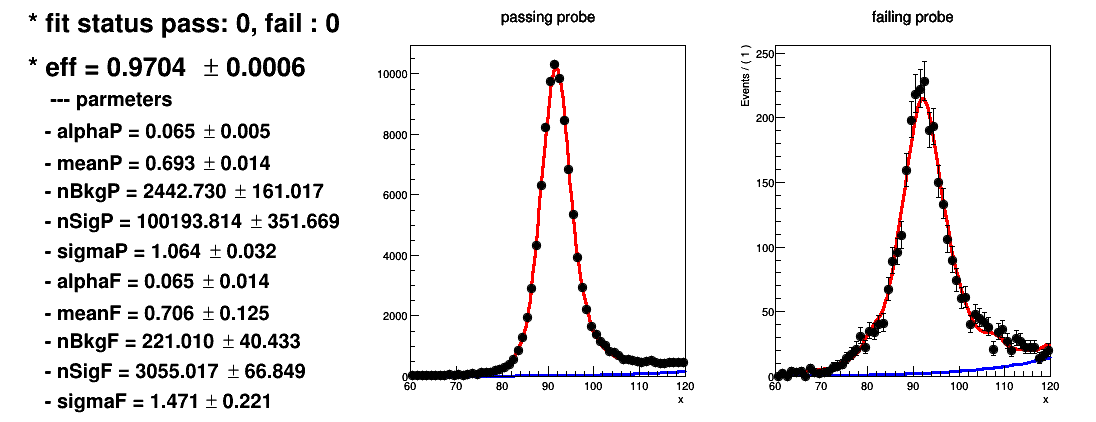 * fit status pass: 0, fail : 0
* eff = 0.9704 ± 0.0006
--- parmeters
- alphaP = 0.065 ± 0.005
- meanP = 0.693 ± 0.014
- nBkgP = 2442.730 ± 161.017
- nSigP = 100193.814 ± 351.669
- sigmaP = 1.064 ± 0.032
- alphaF = 0.065 ± 0.014
- meanF = 0.706 ± 0.125
- nBkgF = 221.010 ± 40.433
- nSigF = 3055.017 ± 66.849
- sigmaF = 1.471 ± 0.221
passing probe
10000
8000
6000
4000
2000
0
60 70 80 90 100 110 120
x
failing probe
Events / ( 1 )
250
200
150
100
50
0
60 70 80 90 100 110 120
x